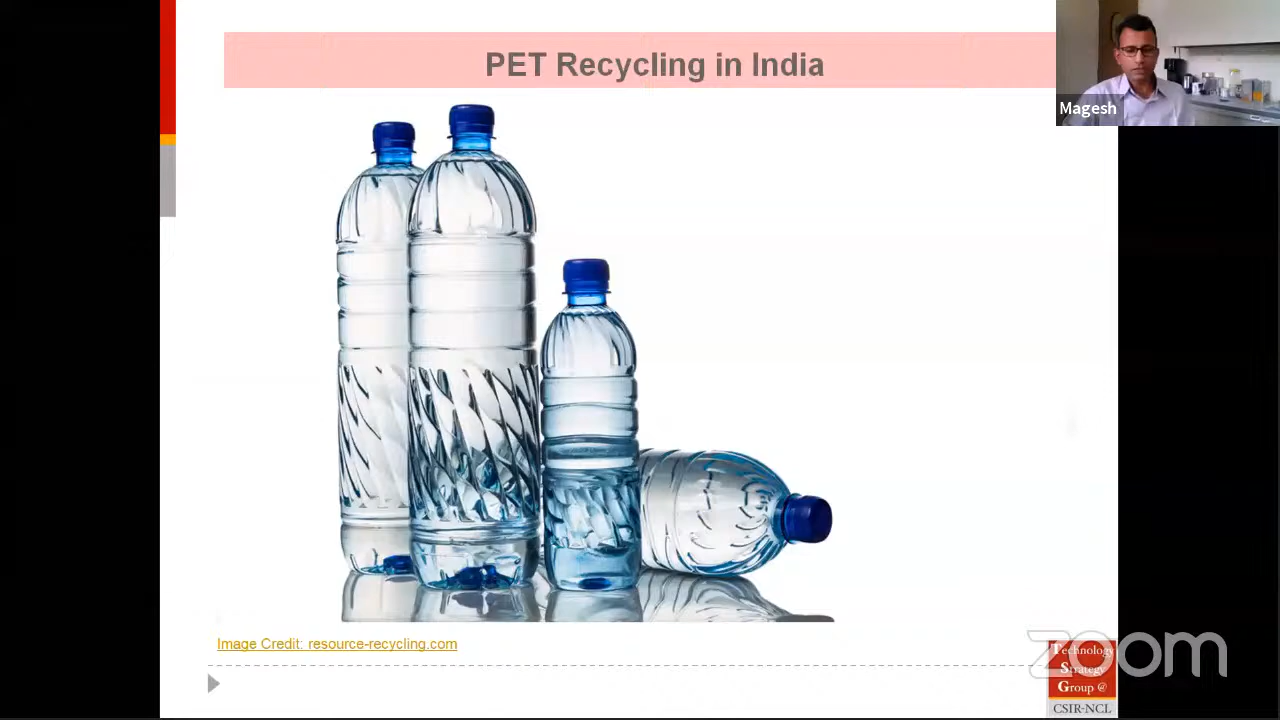 PET Recycling in India
Magesh
Image Credit: resource-recycling.com
zoom
Technology
Strategy
Group @
CSIR-NCL